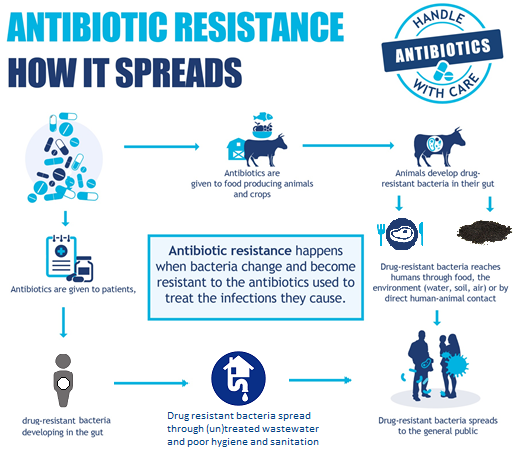 ANTIBIOTIC RESISTANCE
HOW IT SPREADS
HANDLE
ANTIBIOTICS
WITH CARE
Antibiotics are
given to food producing animals
and crops
Animals develop drug-
resistant bacteria in their gut
Antibiotics are given to patients,
Antibiotic resistance happens
when bacteria change and become
resistant to the antibiotics used to
treat the infections they cause.
Drug-resistant bacteria reaches
humans through food, the
environment (water, soil, air) or by
direct human-animal contact
drug-resistant bacteria
developing in the gut
Drug resistant bacteria spread
through (un)treated wastewater
and poor hygiene and sanitation
Drug-resistant bacteria spreads
to the general public